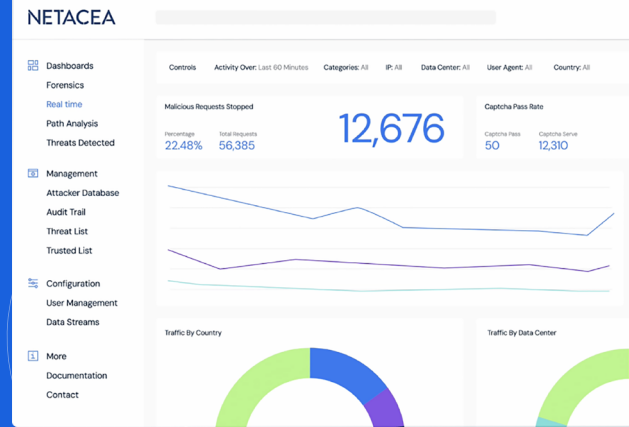 NETACEA
Dashboards
Forensics
Real time
Path Analysis
Threats Detected
Management
Attacker Database
Audit Trail
Threat List
Trusted List
Configuration
User Management
Data Streams
More
Documentation
Contact
Controls Activity Over: Last 60 Minutes Categories: All IP: All Data Center: All User Agent: All Country: All
Malicious Requests Stopped
Percentage Total Requests
22.48% 56,385
12,676
Captcha Pass Rate
Captcha Pass Captcha Serve
50 12,310
Traffic By Country
Traffic By Data Center